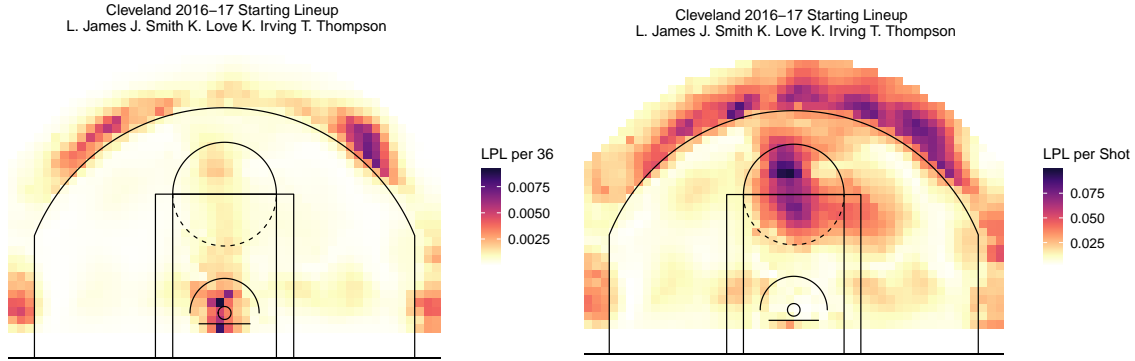 Cleveland 2016−17 Starting Lineup
L. James J. Smith K. Love K. Irving T. Thompson
LPL per 36
0.0075
0.0050
0.0025
Cleveland 2016−17 Starting Lineup
L. James J. Smith K. Love K. Irving T. Thompson
LPL per Shot
0.075
0.050
0.025